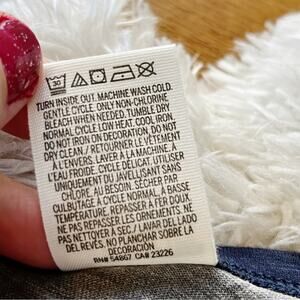 30
TURN INSIDE OUT. MACHINE WASH COLD.
GENTLE CYCLE. ONLY NON-CHLORINE
BLEACH WHEN NEEDED. TUMBLE DRY
NORMAL CYCLE LOW HEAT. COOL IRON.
DO NOT IRON ON DECORATION. DO NOT
DRY CLEAN / RETOURNER LE VÊTEMENT
À L'ENVERS. LAVER À LA MACHINE À
L'EAU FROIDE, CYCLE DÉLICAT. UTILISER
UNIQUEMENT DU JAVELLISANT SANS
CHLORE AU BESOIN. SÉCHER PAR
CULBUTAGE À CYCLE NORMAL À BASSE
TEMPÉRATURE. REPASSER À FER DOUX.
NE PAS REPASSER LES ORNEMENTS. NE
PAS NETTOYER À SEC / LAVAR DEL
REVÉS. NO PLANCHAR SOBRE LA
DECORACIÓN
RN# 54867 CA# 23226